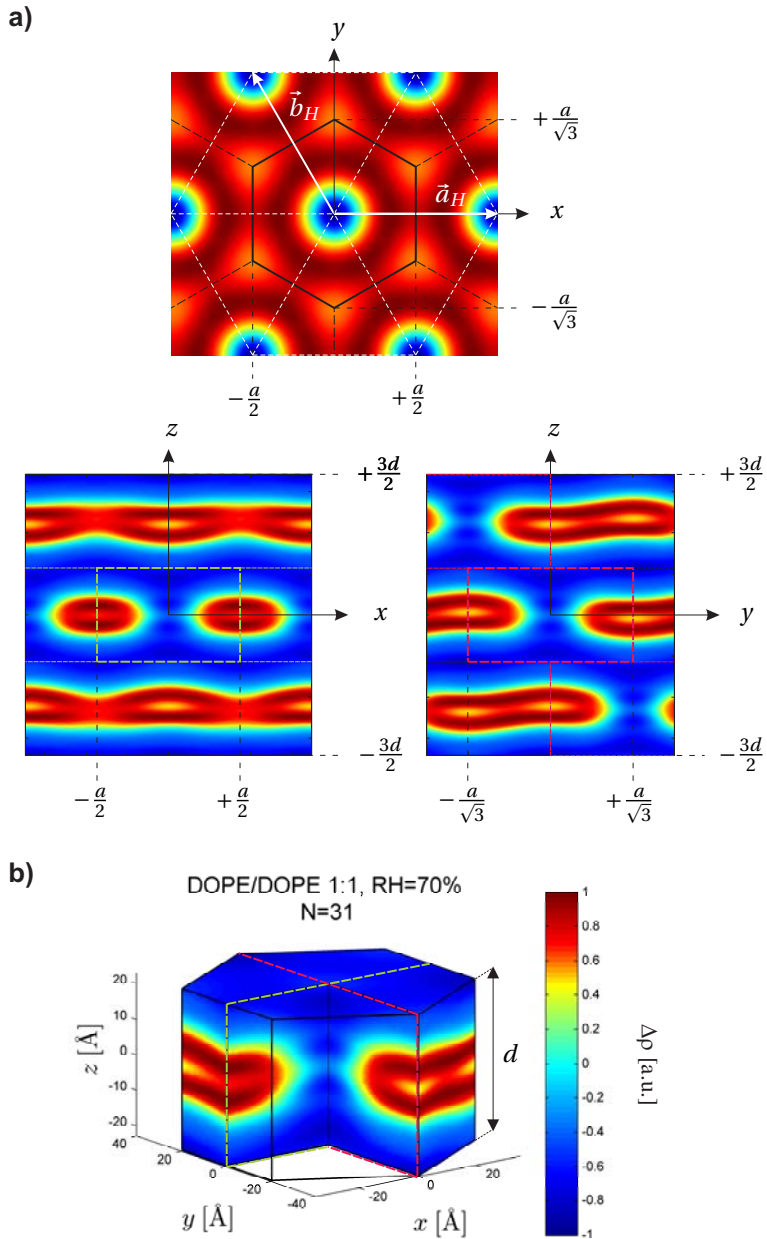 a)
y
b⃗_H
+ a/√3
a⃗_H
x
− a/√3
− a/2
+ a/2
z
z
+ 3d/2
+ 3d/2
x
y
− 3d/2
− 3d/2
− a/2
+ a/2
− a/√3
+ a/√3
b)
DOPE/DOPE 1:1, RH=70%
N=31
1
0.8
0.6
0.4
0.2
0
-0.2
-0.4
-0.6
-0.8
-1
Δρ [a.u.]
20
10
0
-10
-20
z [Å]
d
40
20
0
-20
-40
y [Å]
-20
0
20
x [Å]